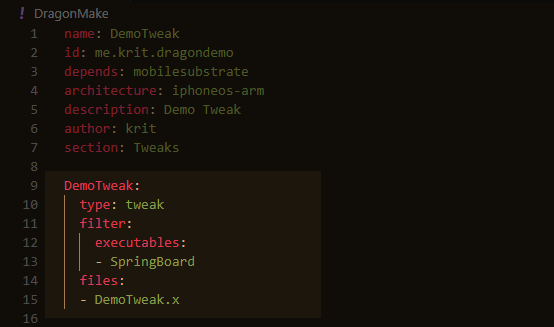 ! DragonMake
1 name: DemoTweak
2 id: me.krit.dragondemo
3 depends: mobilesubstrate
4 architecture: iphoneos-arm
5 description: Demo Tweak
6 author: krit
7 section: Tweaks
8
9 DemoTweak:
10 type: tweak
11 filter:
12 executables:
13 - SpringBoard
14 files:
15 - DemoTweak.x
16